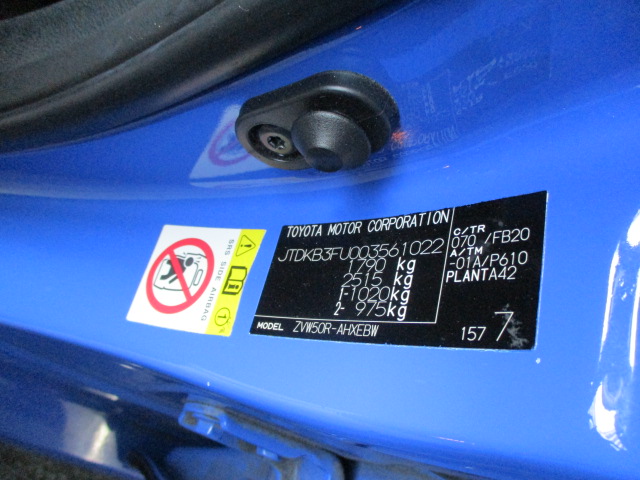 TOYOTA MOTOR CORPORATION
JTDKB3FU003561022
1790 kg
2515 kg
1-1020kg
2- 975kg
MODEL ZVW50R-AHXEBW
C/TR
070 /FB20
A/TM
-01A/P610
PLANTA42
157 7
SRS SIDE AIRBAG